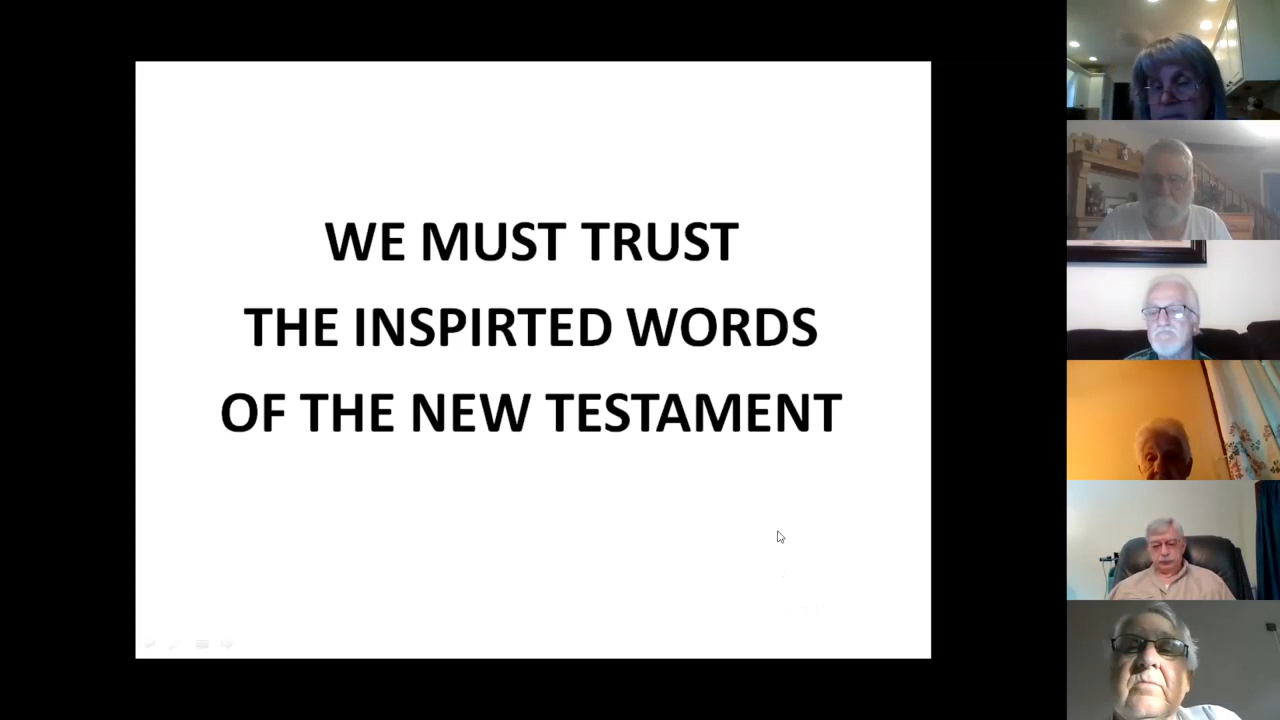 WE MUST TRUST
THE INSPIRTED WORDS
OF THE NEW TESTAMENT